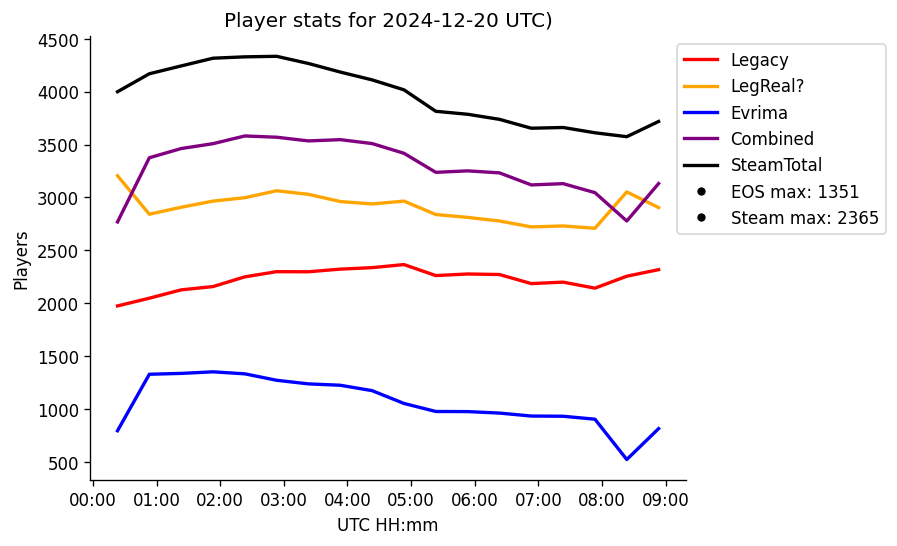 Player stats for 2024-12-20 UTC)
4500
4000
3500
3000
2500
2000
1500
1000
500
Players
00:00 01:00 02:00 03:00 04:00 05:00 06:00 07:00 08:00 09:00
UTC HH:mm
Legacy
LegReal?
Evrima
Combined
SteamTotal
EOS max: 1351
Steam max: 2365